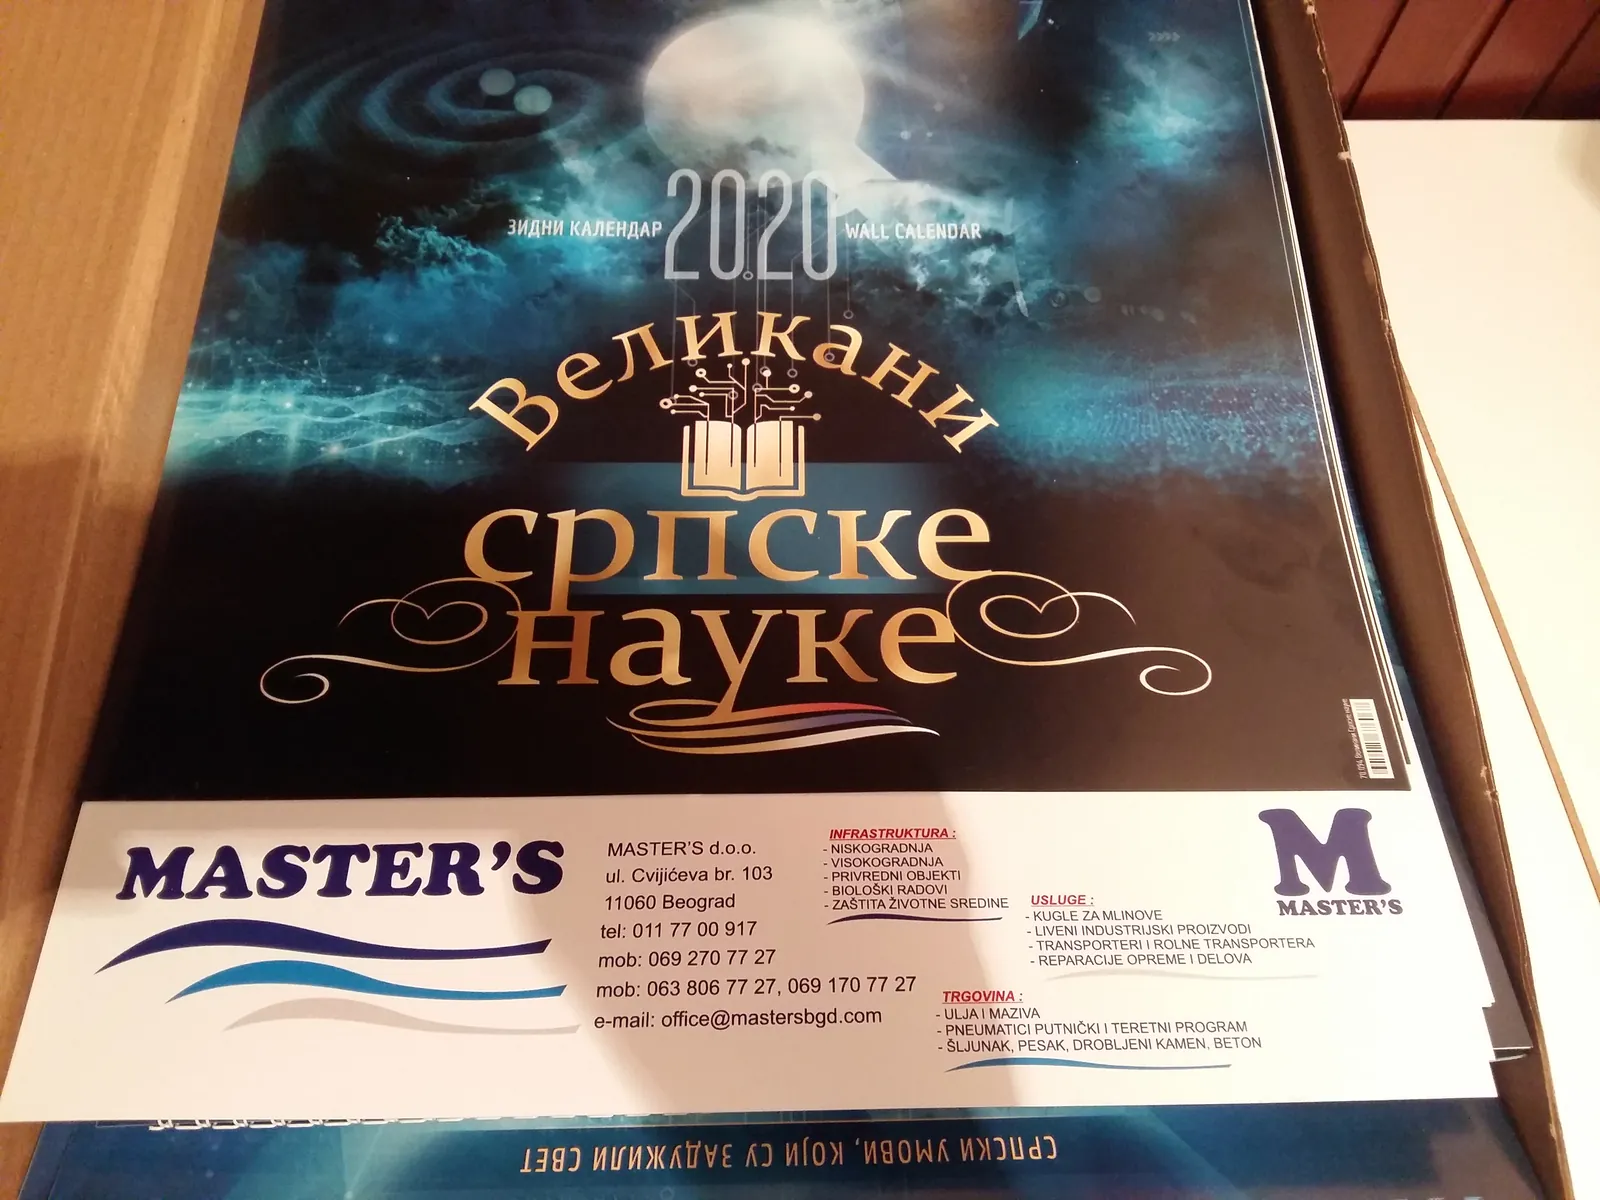 ЗИДНИ КАЛЕНДАР 2020 WALL CALENDAR
Великани
српске
науке
MASTER'S
MASTER'S d.o.o.
ul. Cvijićeva br. 103
11060 Beograd
tel: 011 77 00 917
mob: 069 270 77 27
mob: 063 806 77 27, 069 170 77 27
e-mail: office@mastersbgd.com
INFRASTRUKTURA :
- NISKOGRADNJA
- VISOKOGRADNJA
- PRIVREDNI OBJEKTI
- BIOLOŠKI RADOVI
- ZAŠTITA ŽIVOTNE SREDINE
USLUGE :
- KUGLE ZA MLINOVE
- LIVENI INDUSTRIJSKI PROIZVODI
- TRANSPORTERI I ROLNE TRANSPORTERA
- REPARACIJE OPREME I DELOVA
TRGOVINA :
- ULJA I MAZIVA
- PNEUMATICI PUTNIČKI I TERETNI PROGRAM
- ŠLJUNAK, PESAK, DROBLJENI KAMEN, BETON
M
MASTER'S
СРПСКИ УМОВИ, КОЈИ СУ ЗАДУЖИЛИ СВЕТ